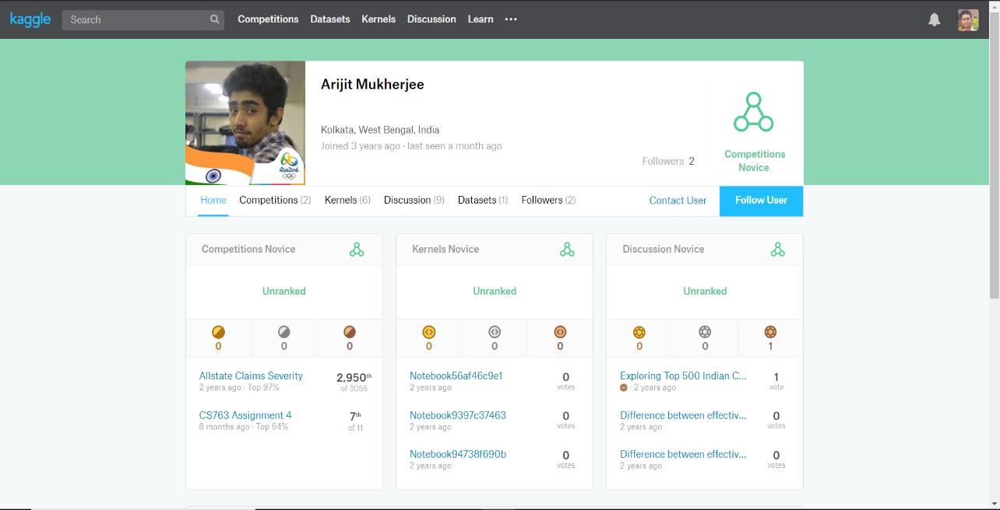 kaggle Search Competitions Datasets Kernels Discussion Learn
Arijit Mukherjee
Kolkata, West Bengal, India
Joined 3 years ago · last seen a month ago
Followers 2
Competitions
Novice
Rio2016
Home Competitions (2) Kernels (6) Discussion (9) Datasets (1) Followers (2) Contact User Follow User
Competitions Novice
Unranked
0 0 0
Allstate Claims Severity 2,950th
2 years ago · Top 97% of 3055
CS763 Assignment 4 7th
8 months ago · Top 64% of 11
Kernels Novice
Unranked
0 0 0
Notebook56af46c9e1 0
2 years ago votes
Notebook9397c37463 0
2 years ago votes
Notebook94738f690b 0
2 years ago votes
Discussion Novice
Unranked
0 0 1
Exploring Top 500 Indian C... 1
· 2 years ago vote
Difference between effectiv... 0
2 years ago votes
Difference between effectiv... 0
2 years ago votes